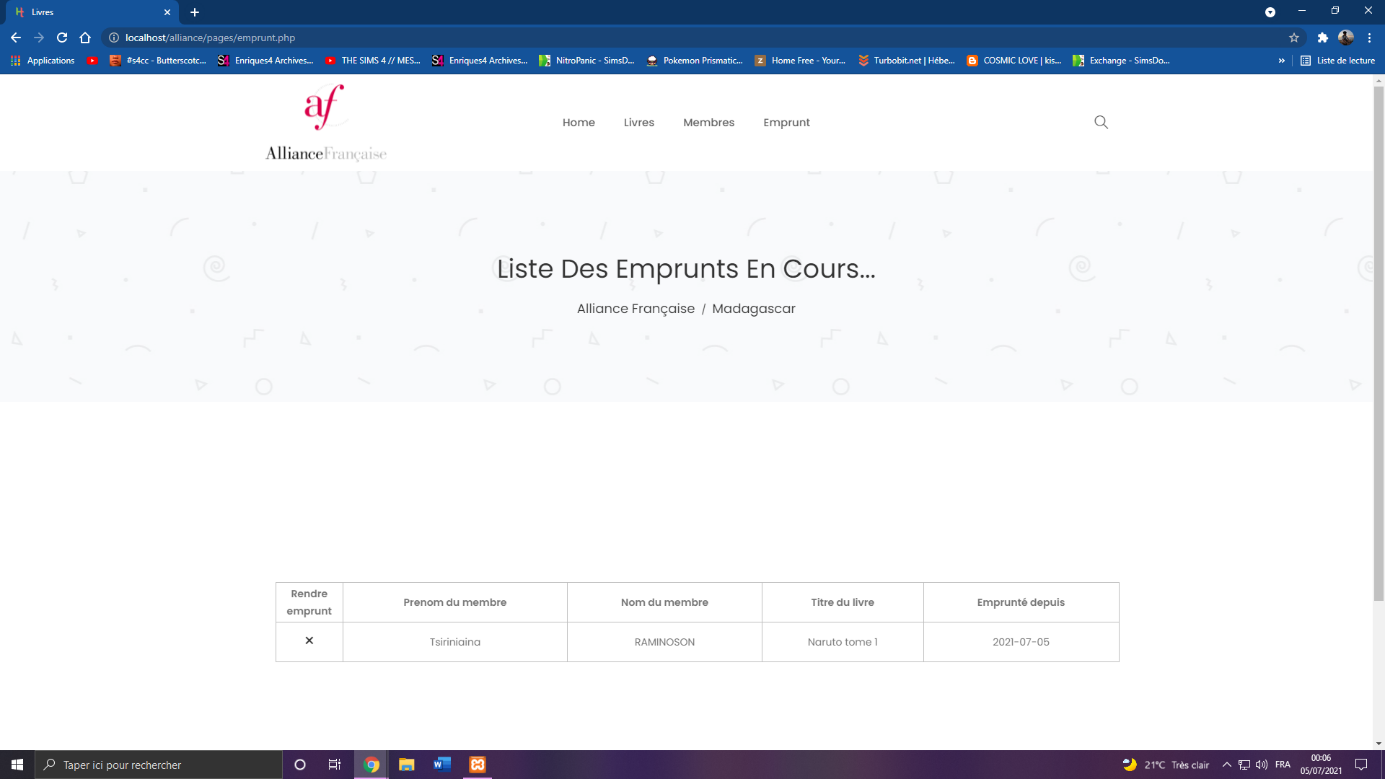 Livres
localhost/alliance/pages/emprunt.php
Applications #s4cc - Butterscotc... Enriques4 Archives... THE SIMS 4 // MES... Enriques4 Archives... NitroPanic - SimsD... Pokemon Prismatic... Home Free - Your... Turbobit.net | Hébe... COSMIC LOVE | kis... Exchange - SimsDo... » Liste de lecture
af
AllianceFrançaise
Home Livres Membres Emprunt
Liste Des Emprunts En Cours...
Alliance Française / Madagascar
Rendre emprunt Prenom du membre Nom du membre Titre du livre Emprunté depuis
× Tsiriniaina RAMINOSON Naruto tome 1 2021-07-05
Taper ici pour rechercher
21°C Très clair FRA
00:06
05/07/2021